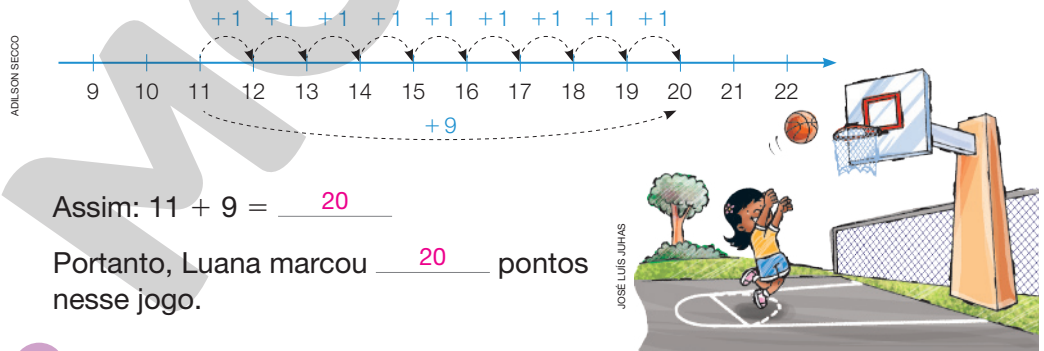 +1 +1 +1 +1 +1 +1 +1 +1 +1
9 10 11 12 13 14 15 16 17 18 19 20 21 22
+9
ADILSON SECCO
Assim: 11 + 9 = 20
Portanto, Luana marcou 20 pontos
nesse jogo.
JOSÉ LUÍS JUHAS